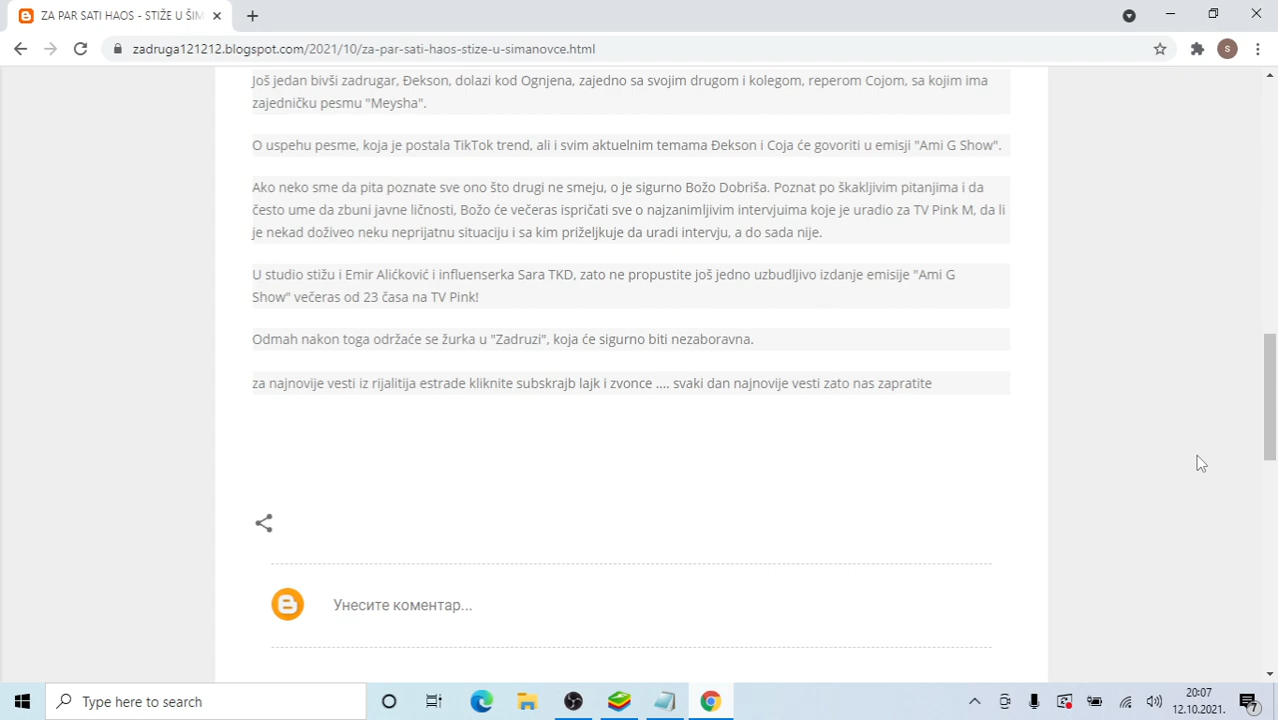 ZA PAR SATI HAOS - STIŽE U ŠIM
zadruga121212.blogspot.com/2021/10/za-par-sati-haos-stize-u-simanovce.html
S
Još jedan bivši zadrugar, Đekson, dolazi kod Ognjena, zajedno sa svojim drugom i kolegom, reperom Cojom, sa kojim ima
zajedničku pesmu "Meysha".
O uspehu pesme, koja je postala TikTok trend, ali i svim aktuelnim temama Đekson i Coja će govoriti u emisji "Ami G Show".
Ako neko sme da pita poznate sve ono što drugi ne smeju, o je sigurno Božo Dobriša. Poznat po škakljivim pitanjima i da
često ume da zbuni javne ličnosti, Božo će večeras ispričati sve o najzanimljivim intervjuima koje je uradio za TV Pink M, da li
je nekad doživeo neku neprijatnu situaciju i sa kim priželjkuje da uradi intervju, a do sada nije.
U studio stižu i Emir Alićković i influenserka Sara TKD, zato ne propustite još jedno uzbudljivo izdanje emisije "Ami G
Show" večeras od 23 časa na TV Pink!
Odmah nakon toga održaće se žurka u "Zadruzi", koja će sigurno biti nezaboravna.
za najnovije vesti iz rijalitija estrade kliknite subskrajb lajk i zvonce .... svaki dan najnovije vesti zato nas zapratite
Унесите коментар...
Type here to search
20:07
12.10.2021.
7